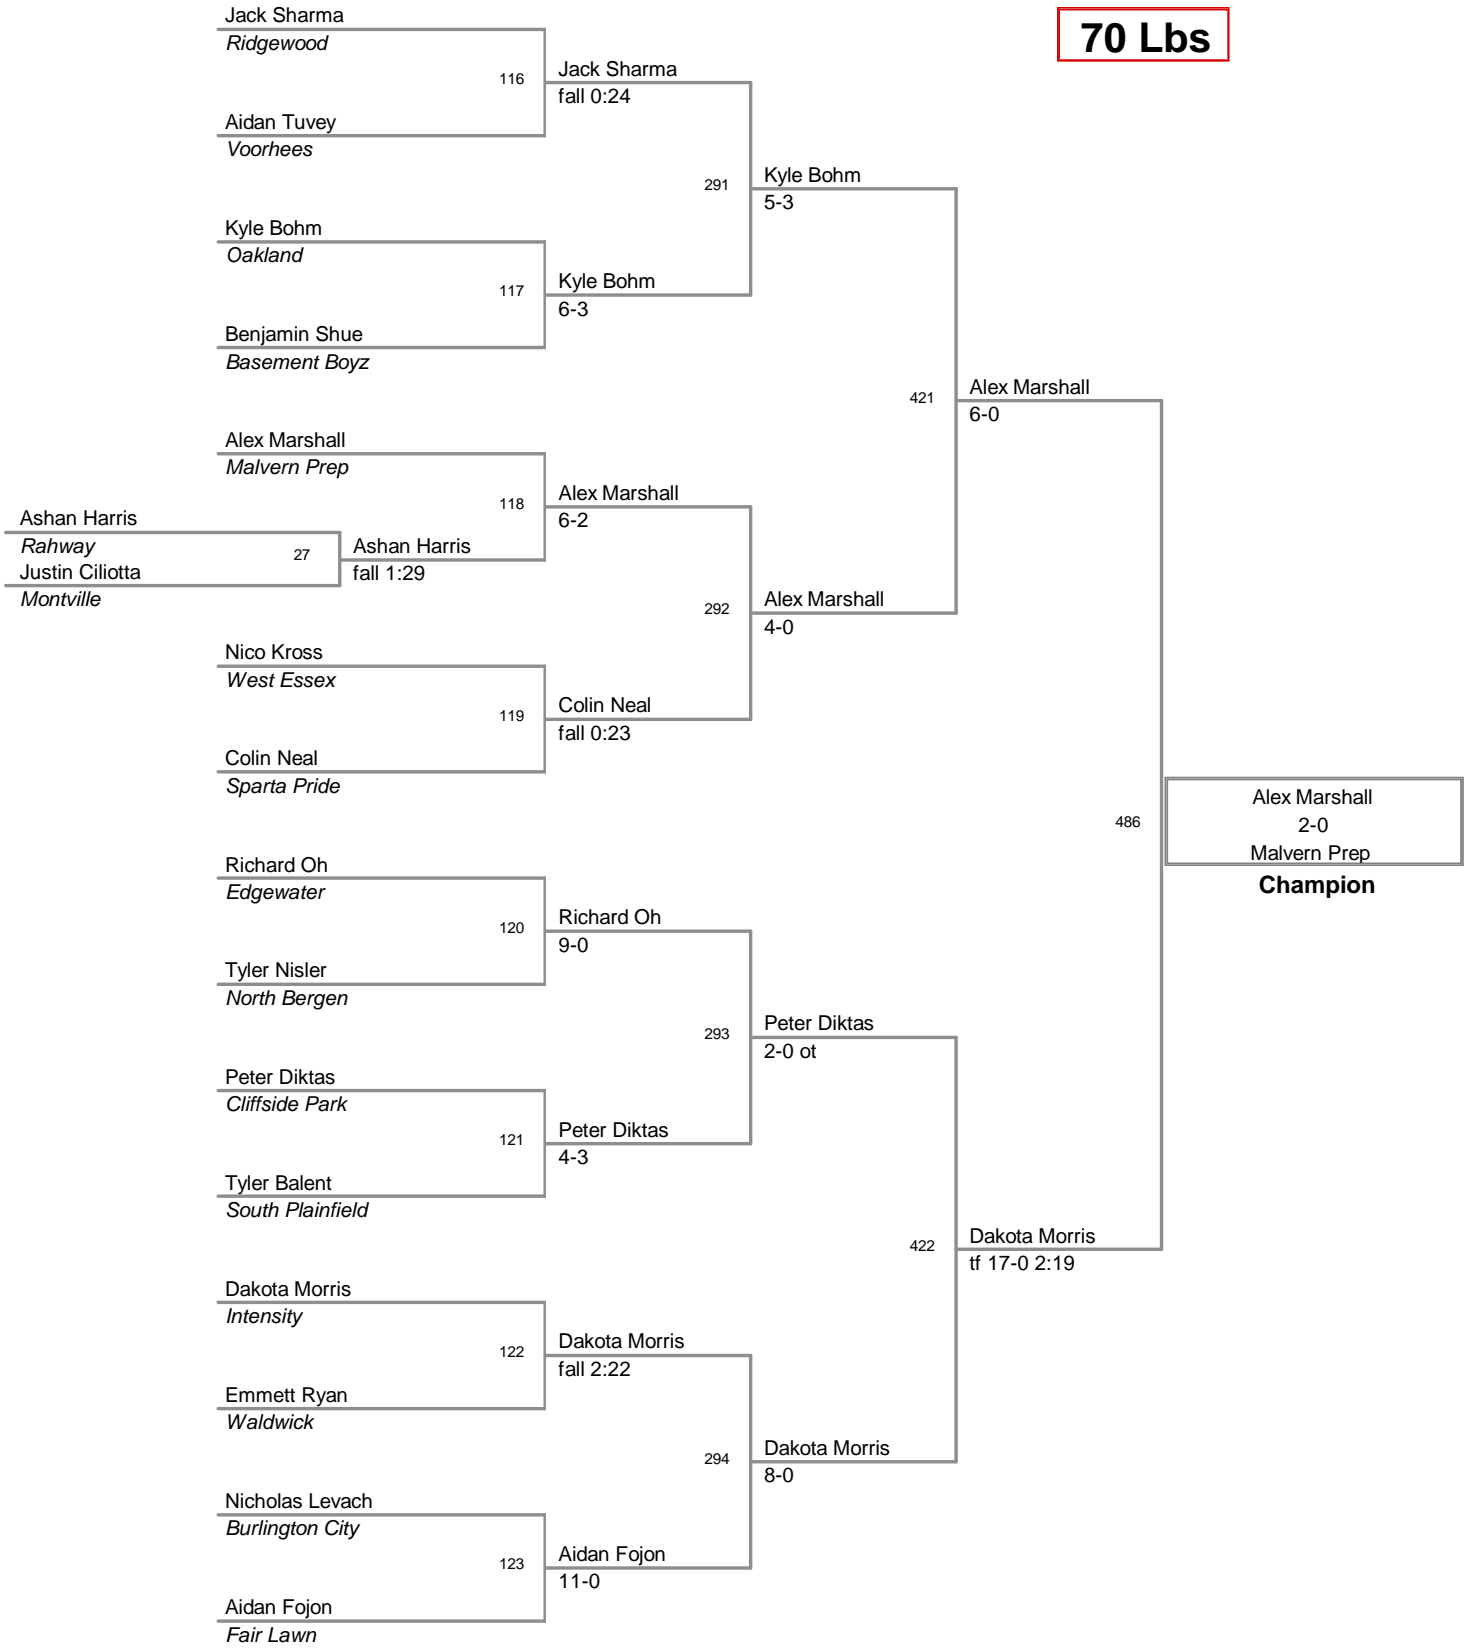 Jack Sharma
70 Lbs
Ridgewood
116
Jack Sharma
fall 0:24
Aidan Tuvey
Voorhees
291
Kyle Bohm
5-3
Kyle Bohm
Oakland
117
Kyle Bohm
6-3
Benjamin Shue
Basement Boyz
421
Alex Marshall
6-0
Alex Marshall
Malvern Prep
118
Alex Marshall
6-2
Ashan Harris
Rahway
27
Ashan Harris
fall 1:29
Justin Ciliotta
Montville
292
Alex Marshall
4-0
Nico Kross
West Essex
119
Colin Neal
fall 0:23
Colin Neal
Sparta Pride
486
Alex Marshall
2-0
Malvern Prep
Champion
Richard Oh
Edgewater
120
Richard Oh
9-0
Tyler Nisler
North Bergen
293
Peter Diktas
2-0 ot
Peter Diktas
Cliffside Park
121
Peter Diktas
4-3
Tyler Balent
South Plainfield
422
Dakota Morris
tf 17-0 2:19
Dakota Morris
Intensity
122
Dakota Morris
fall 2:22
Emmett Ryan
Waldwick
294
Dakota Morris
8-0
Nicholas Levach
Burlington City
123
Aidan Fojon
11-0
Aidan Fojon
Fair Lawn